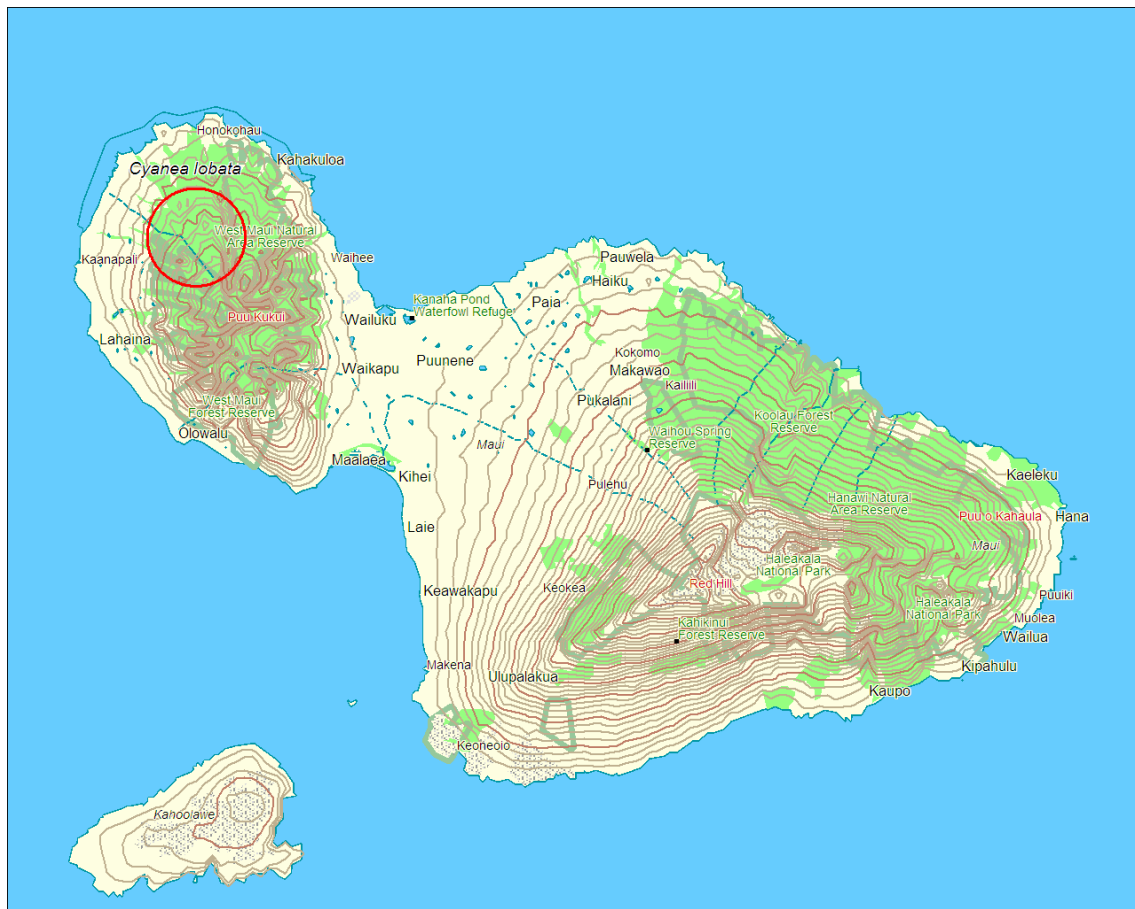 Honokohau
Cyanea lobata
Kahakuloa
West Maui Natural
Area Reserve
Kaanapali
Waihee
Pauwela
Haiku
Kanaha Pond
Waterfowl Refuge
Paia
Puu Kukui
Wailuku
Lahaina
Puunene
Kokomo
Waikapu
Makawao
Kailiili
West Maui
Forest Reserve
Pukalani
Koolau Forest
Reserve
Olowalu
Maui
Waihou Spring
Reserve
Maalaea
Kihei
Pulehu
Kaeleku
Hanawi Natural
Area Reserve
Laie
Puu o Kahaula
Hana
Maui
Haleakala
National Park
Keawakapu
Keokea
Red Hill
Puuiki
Haleakala
National Park
Muolea
Kahikinui
Forest Reserve
Wailua
Makena
Ulupalakua
Kipahulu
Kaupo
Keoneoio
Kahoolawe